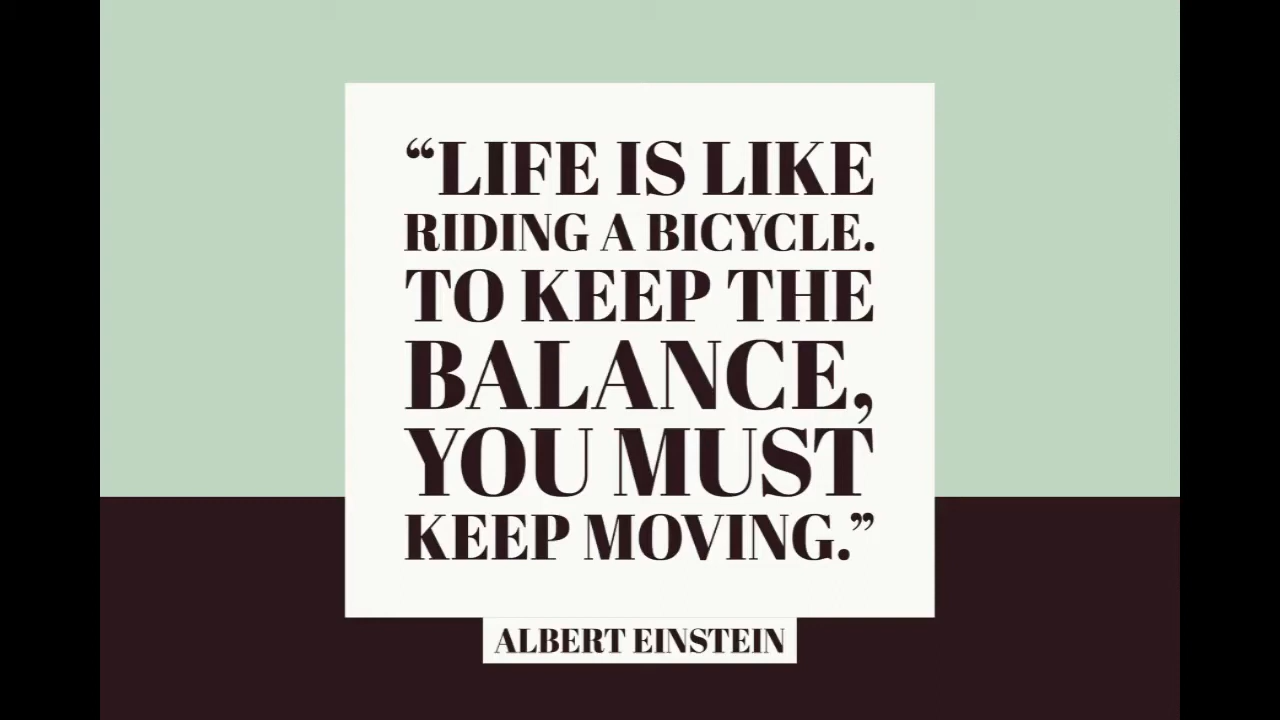 “LIFE IS LIKE
RIDING A BICYCLE.
TO KEEP THE
BALANCE,
YOU MUST
KEEP MOVING.”
ALBERT EINSTEIN